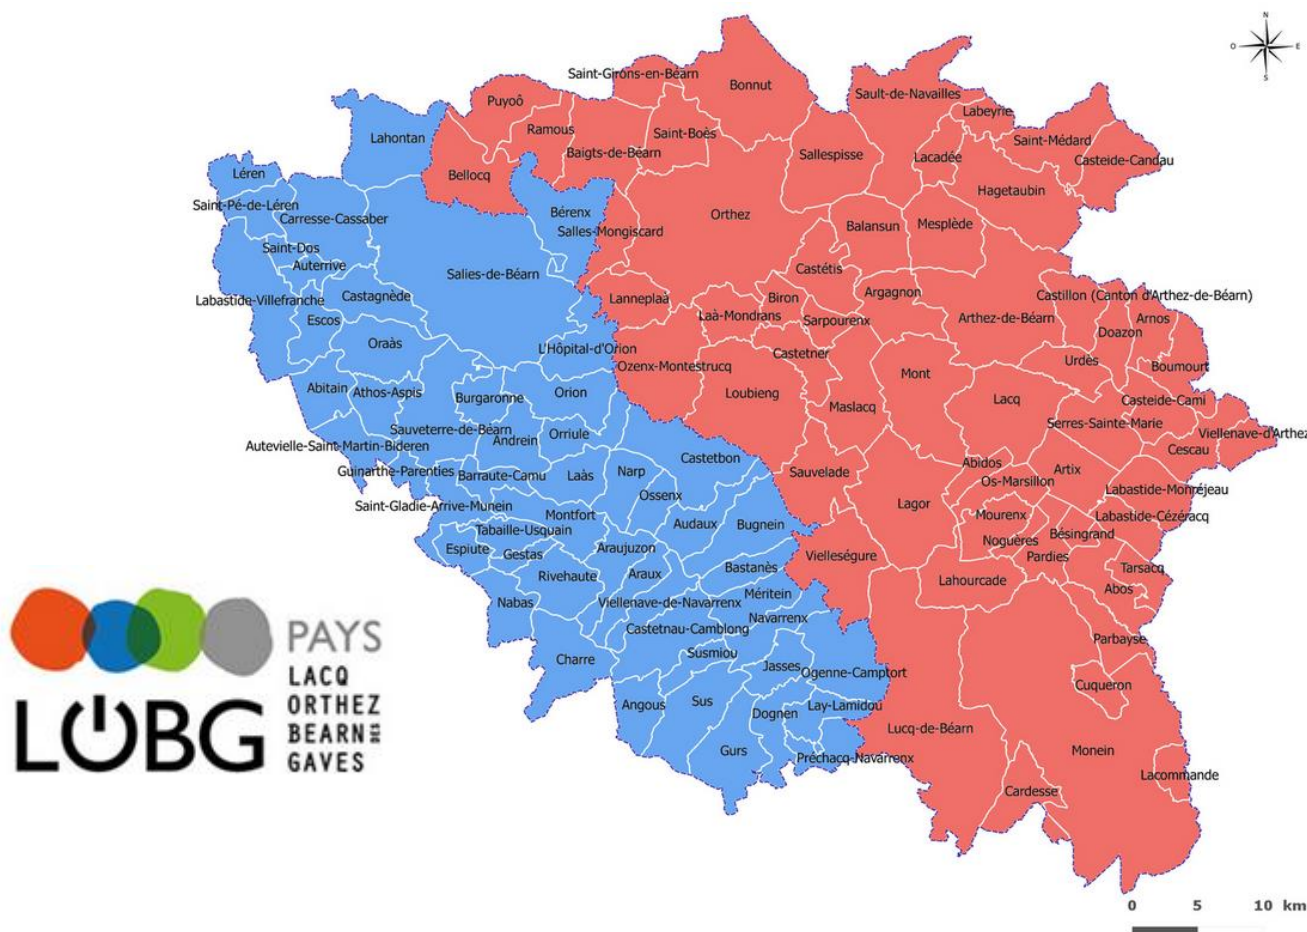 N
O
E
S
Saint-Girons-en-Béarn
Bonnut
Sault-de-Navailles
Puyoô
Labeyrie
Ramous
Saint-Boès
Lahontan
Saint-Médard
Baigts-de-Béarn
Sallespisse
Lacadée
Casteide-Candau
Léren
Bellocq
Hagetaubin
Saint-Pé-de-Léren
Carresse-Cassaber
Bérenx
Orthez
Balansun
Mesplède
Salles-Mongiscard
Saint-Dos
Auterrive
Salies-de-Béarn
Castétis
Labastide-Villefranche
Castagnède
Lanneplaà
Biron
Argagnon
Castillon (Canton d'Arthez-de-Béarn)
Escos
Laà-Mondrans
Sarpourenx
Arthez-de-Béarn
Arnos
Doazon
Oraàs
L'Hôpital-d'Orion
Castetner
Urdès
Ozenx-Montestrucq
Boumourt
Abitain
Athos-Aspis
Burgaronne
Orion
Loubieng
Mont
Maslacq
Lacq
Casteide-Cami
Serres-Sainte-Marie
Sauveterre-de-Béarn
Andrein
Orriule
Viellenave-d'Arthez
Autevielle-Saint-Martin-Bideren
Cescau
Guinarthe-Parenties
Barraute-Camu
Laàs
Narp
Castetbon
Sauvelade
Abidos
Artix
Os-Marsillon
Labastide-Monréjeau
Saint-Gladie-Arrive-Munein
Ossenx
Lagor
Montfort
Mourenx
Labastide-Cézéracq
Tabaille-Usquain
Audaux
Bugnein
Bésingrand
Noguères
Espiute
Gestas
Araujuzon
Vielleségure
Pardies
Rivehaute
Araux
Bastanès
Tarsacq
Lahourcade
Abos
Nabas
Viellenave-de-Navarrenx
Méritein
Navarrenx
Castetnau-Camblong
Parbayse
Charre
Susmiou
Jasses
Ogenne-Camptort
Cuqueron
Angous
Sus
Dognen
Lay-Lamidou
Lucq-de-Béarn
Gurs
Préchacq-Navarrenx
Monein
Lacommande
Cardesse
PAYS
LACQ
ORTHEZ
BEARN DES
GAVES
LOBG
0 5 10 km